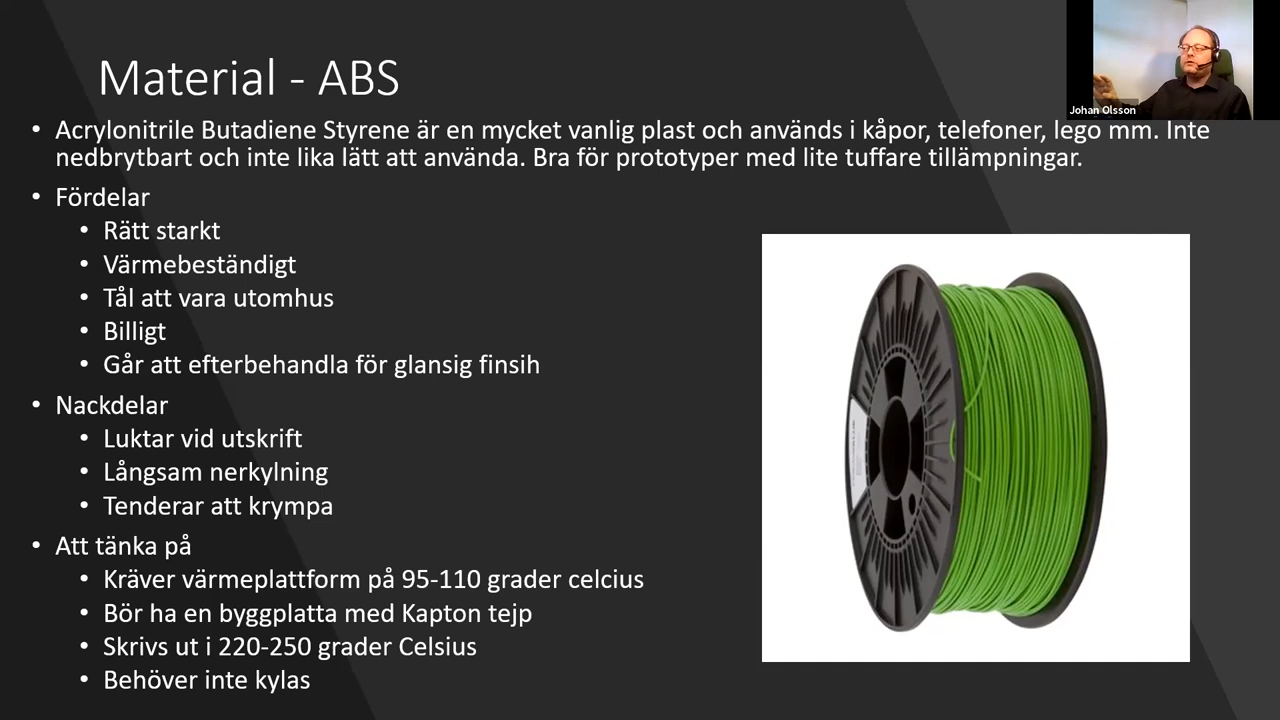 Material - ABS
Johan Olsson
• Acrylonitrile Butadiene Styrene är en mycket vanlig plast och används i kåpor, telefoner, lego mm. Inte
nedbrytbart och inte lika lätt att använda. Bra för prototyper med lite tuffare tillämpningar.
• Fördelar
• Rätt starkt
• Värmebeständigt
• Tål att vara utomhus
• Billigt
• Går att efterbehandla för glansig finsih
• Nackdelar
• Luktar vid utskrift
• Långsam nerkylning
• Tenderar att krympa
• Att tänka på
• Kräver värmeplattform på 95-110 grader celcius
• Bör ha en byggplatta med Kapton tejp
• Skrivs ut i 220-250 grader Celsius
• Behöver inte kylas